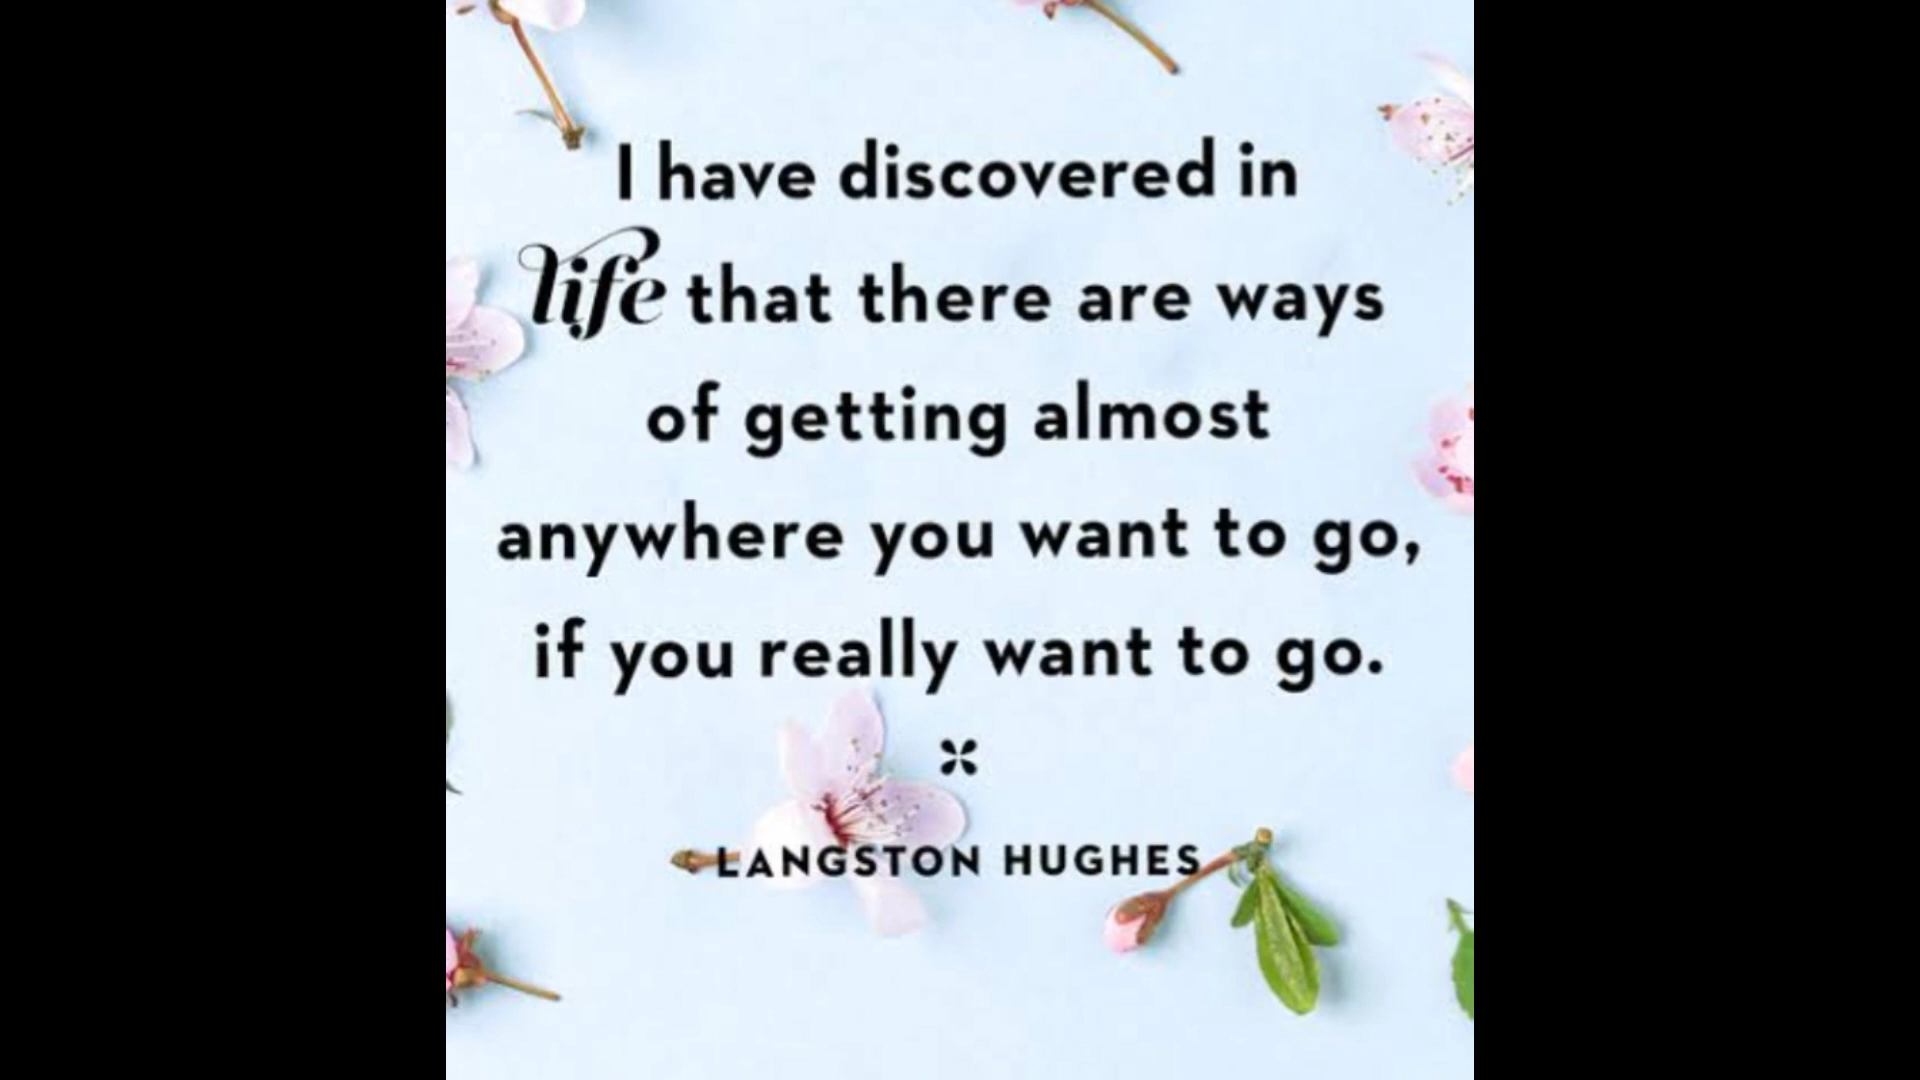 I have discovered in
life that there are ways
of getting almost
anywhere you want to go,
if you really want to go.
LANGSTON HUGHES